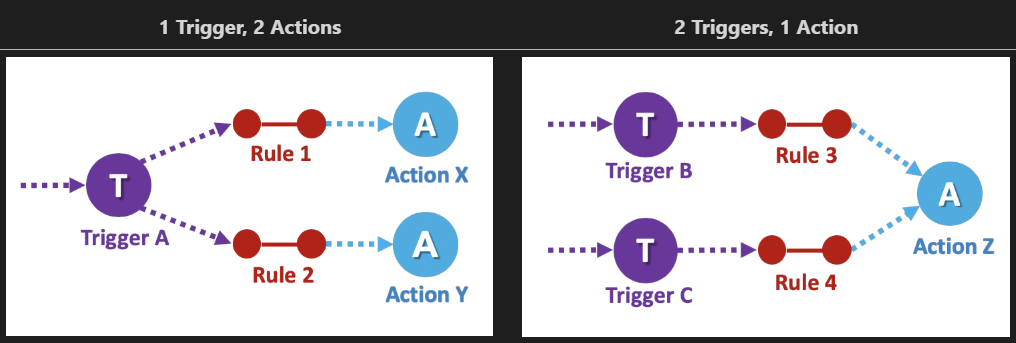 1 Trigger, 2 Actions
T
Trigger A
Rule 1
A
Action X
Rule 2
A
Action Y
2 Triggers, 1 Action
T
Trigger B
Rule 3
T
Trigger C
Rule 4
A
Action Z